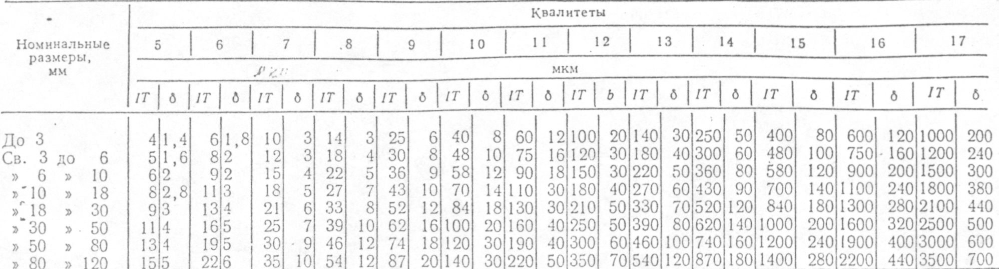 Квалитеты
Номинальные размеры, мм
5 6 7 8 9 10 11 12 13 14 15 16 17
мкм
IT δ IT δ IT δ IT δ IT δ IT δ IT δ IT b IT δ IT δ IT δ IT δ IT δ
До 3 4 1,4 6 1,8 10 3 14 3 25 6 40 8 60 12 100 20 140 30 250 50 400 80 600 120 1000 200
Св. 3 до 6 5 1,6 8 2 12 3 18 4 30 8 48 10 75 16 120 30 180 40 300 60 480 100 750 160 1200 240
» 6 » 10 6 2 9 2 15 4 22 5 36 9 58 12 90 18 150 30 220 50 360 80 580 120 900 200 1500 300
» 10 » 18 8 2,8 11 3 18 5 27 7 43 10 70 14 110 30 180 40 270 60 430 90 700 140 1100 240 1800 380
» 18 » 30 9 3 13 4 21 6 33 8 52 12 84 18 130 30 210 50 330 70 520 120 840 180 1300 280 2100 440
» 30 » 50 11 4 16 5 25 7 39 10 62 16 100 20 160 40 250 50 390 80 620 140 1000 200 1600 320 2500 500
» 50 » 80 13 4 19 5 30 9 46 12 74 18 120 30 190 40 300 60 460 100 740 160 1200 240 1900 400 3000 600
» 80 » 120 15 5 22 6 35 10 54 12 87 20 140 30 220 50 350 70 540 120 870 180 1400 280 2200 440 3500 700